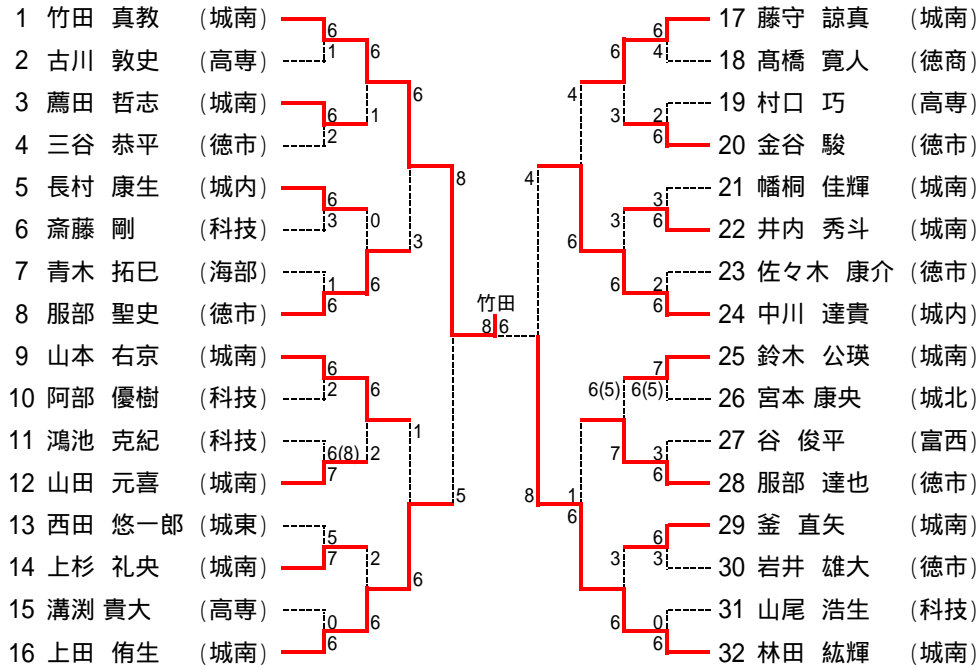 1 竹田 真教 (城南)
2 古川 敦史 (高専)
3 薦田 哲志 (城南)
4 三谷 恭平 (徳市)
5 長村 康生 (城内)
6 斎藤 剛 (科技)
7 青木 拓巳 (海部)
8 服部 聖史 (徳市)
9 山本 右京 (城南)
10 阿部 優樹 (科技)
11 鴻池 克紀 (科技)
12 山田 元喜 (城南)
13 西田 悠一郎 (城東)
14 上杉 礼央 (城南)
15 溝渕 貴大 (高専)
16 上田 侑生 (城南)
6
1
6
2
6
3
1
6
6
2
6(8)
7
5
7
0
6
6
1
0
6
6
2
2
6
6
3
1
6
8
5
竹田
8 6
4
8
4
6
1
6
6
3
3
6
6(5)
7
3
6
6
4
2
6
3
6
2
6
7
6(5)
3
6
6
3
0
6
17 藤守 諒真 (城南)
18 髙橋 寛人 (徳商)
19 村口 巧 (高専)
20 金谷 駿 (徳市)
21 幡桐 佳輝 (城南)
22 井内 秀斗 (城南)
23 佐々木 康介 (徳市)
24 中川 達貴 (城内)
25 鈴木 公瑛 (城南)
26 宮本 康央 (城北)
27 谷 俊平 (富西)
28 服部 達也 (徳市)
29 釜 直矢 (城南)
30 岩井 雄大 (徳市)
31 山尾 浩生 (科技)
32 林田 紘輝 (城南)